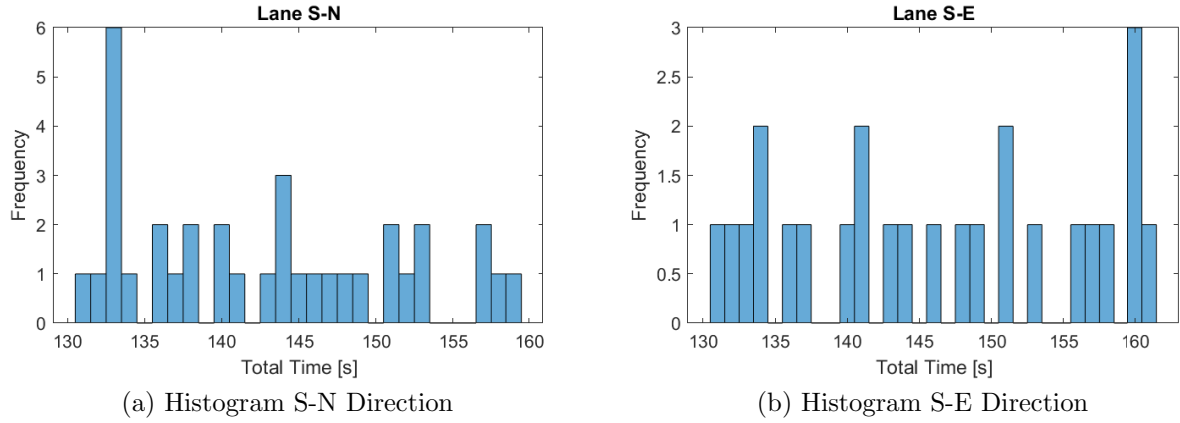 Lane S-N
6
5
4
3
2
1
0
Frequency
130 135 140 145 150 155 160
Total Time [s]
(a) Histogram S-N Direction
Lane S-E
3
2.5
2
1.5
1
0.5
0
Frequency
130 135 140 145 150 155 160
Total Time [s]
(b) Histogram S-E Direction